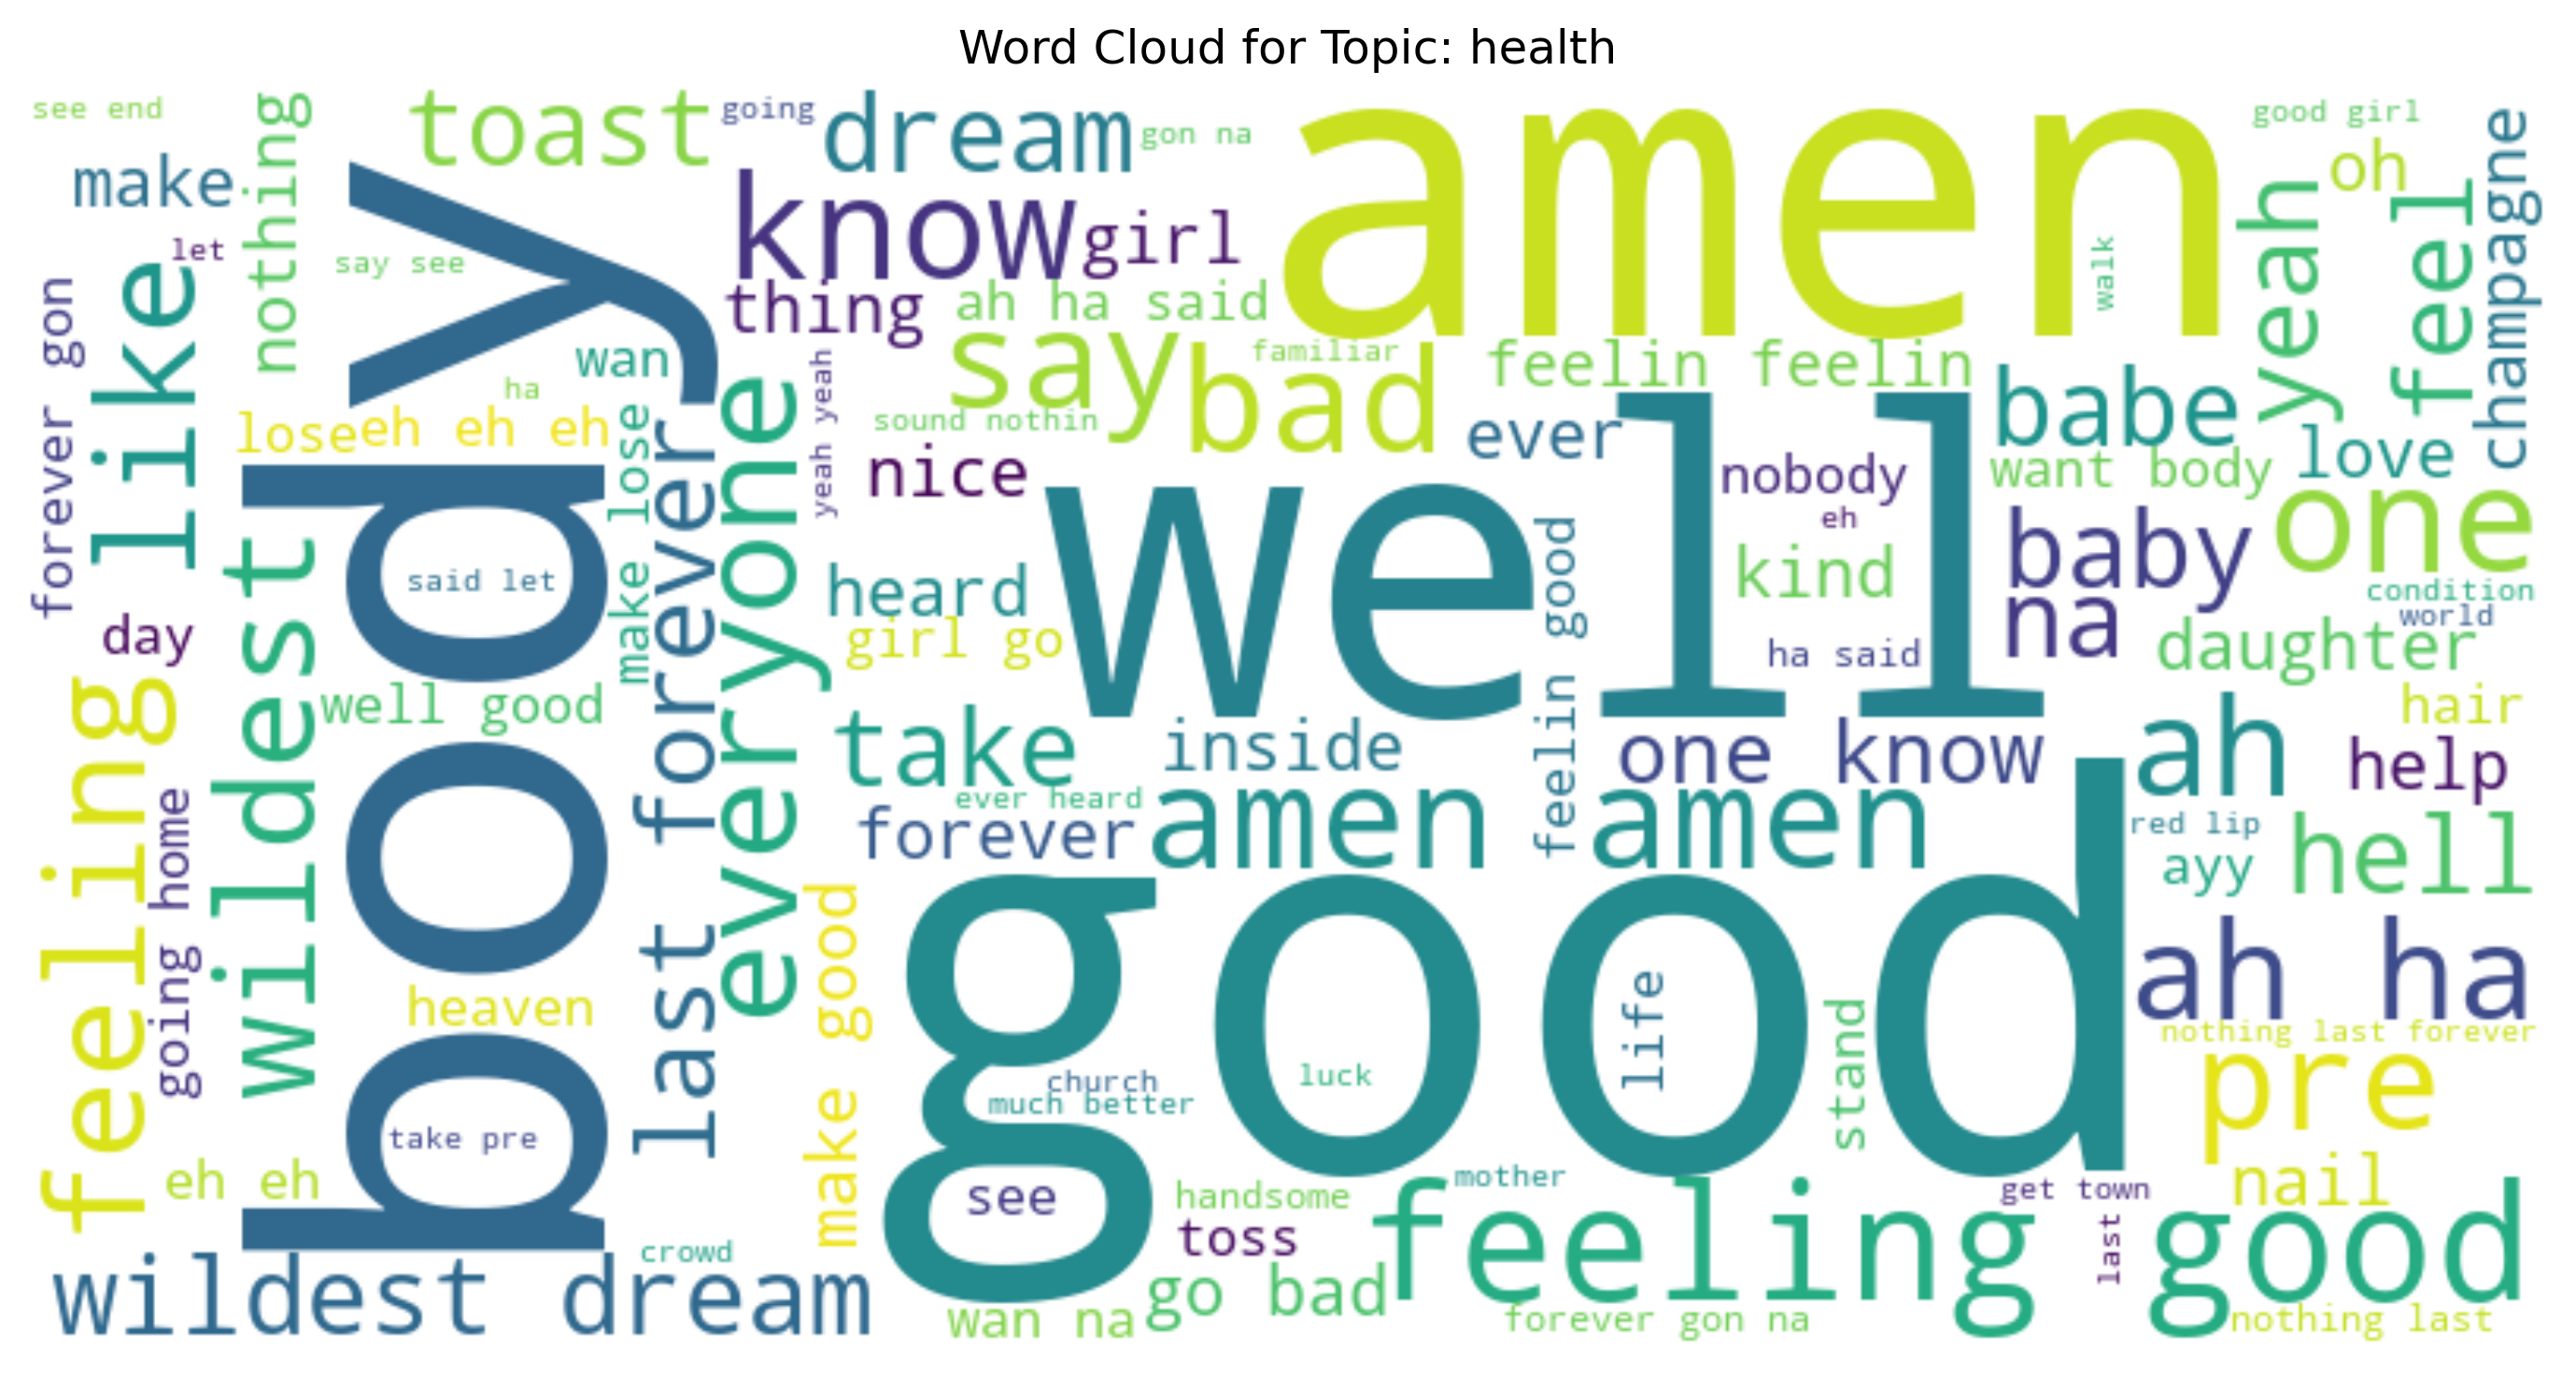 Word Cloud for Topic: health
see end
make
nothing
let
like
forever gon
day
feeling
going home
eh eh
wildest
wildest dream
toast
going
body
say see
wan
ha
lose
eh eh eh
make lose
said let
well good
heaven
take pre
last forever
everyone
crowd
make good
dream
gon na
know
girl
thing
ah ha said
yeah yeah
say
bad
familiar
sound nothin
nice
heard
girl go
amen
walk
feelin feelin
ever
well
nobody
eh
kind
ha said
feelin good
take
inside
one know
ever heard
forever
amen amen
good
church
much better
luck
life
stand
see
handsome
mother
toss
go bad
wan na
feeling good
forever gon na
get town
last
nothing last
good girl
oh
yeah
feel
champagne
babe
want body
love
baby
one
na
condition
world
daughter
hair
ah
help
red lip
ayy
hell
ah ha
nothing last forever
pre
nail